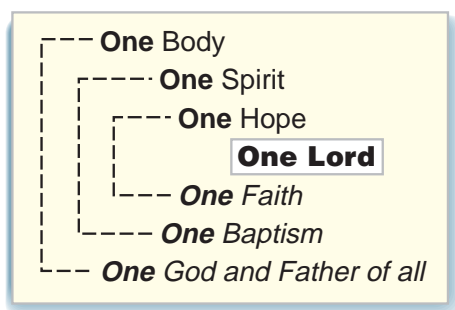 One Body
One Spirit
One Hope
One Lord
One Faith
One Baptism
One God and Father of all